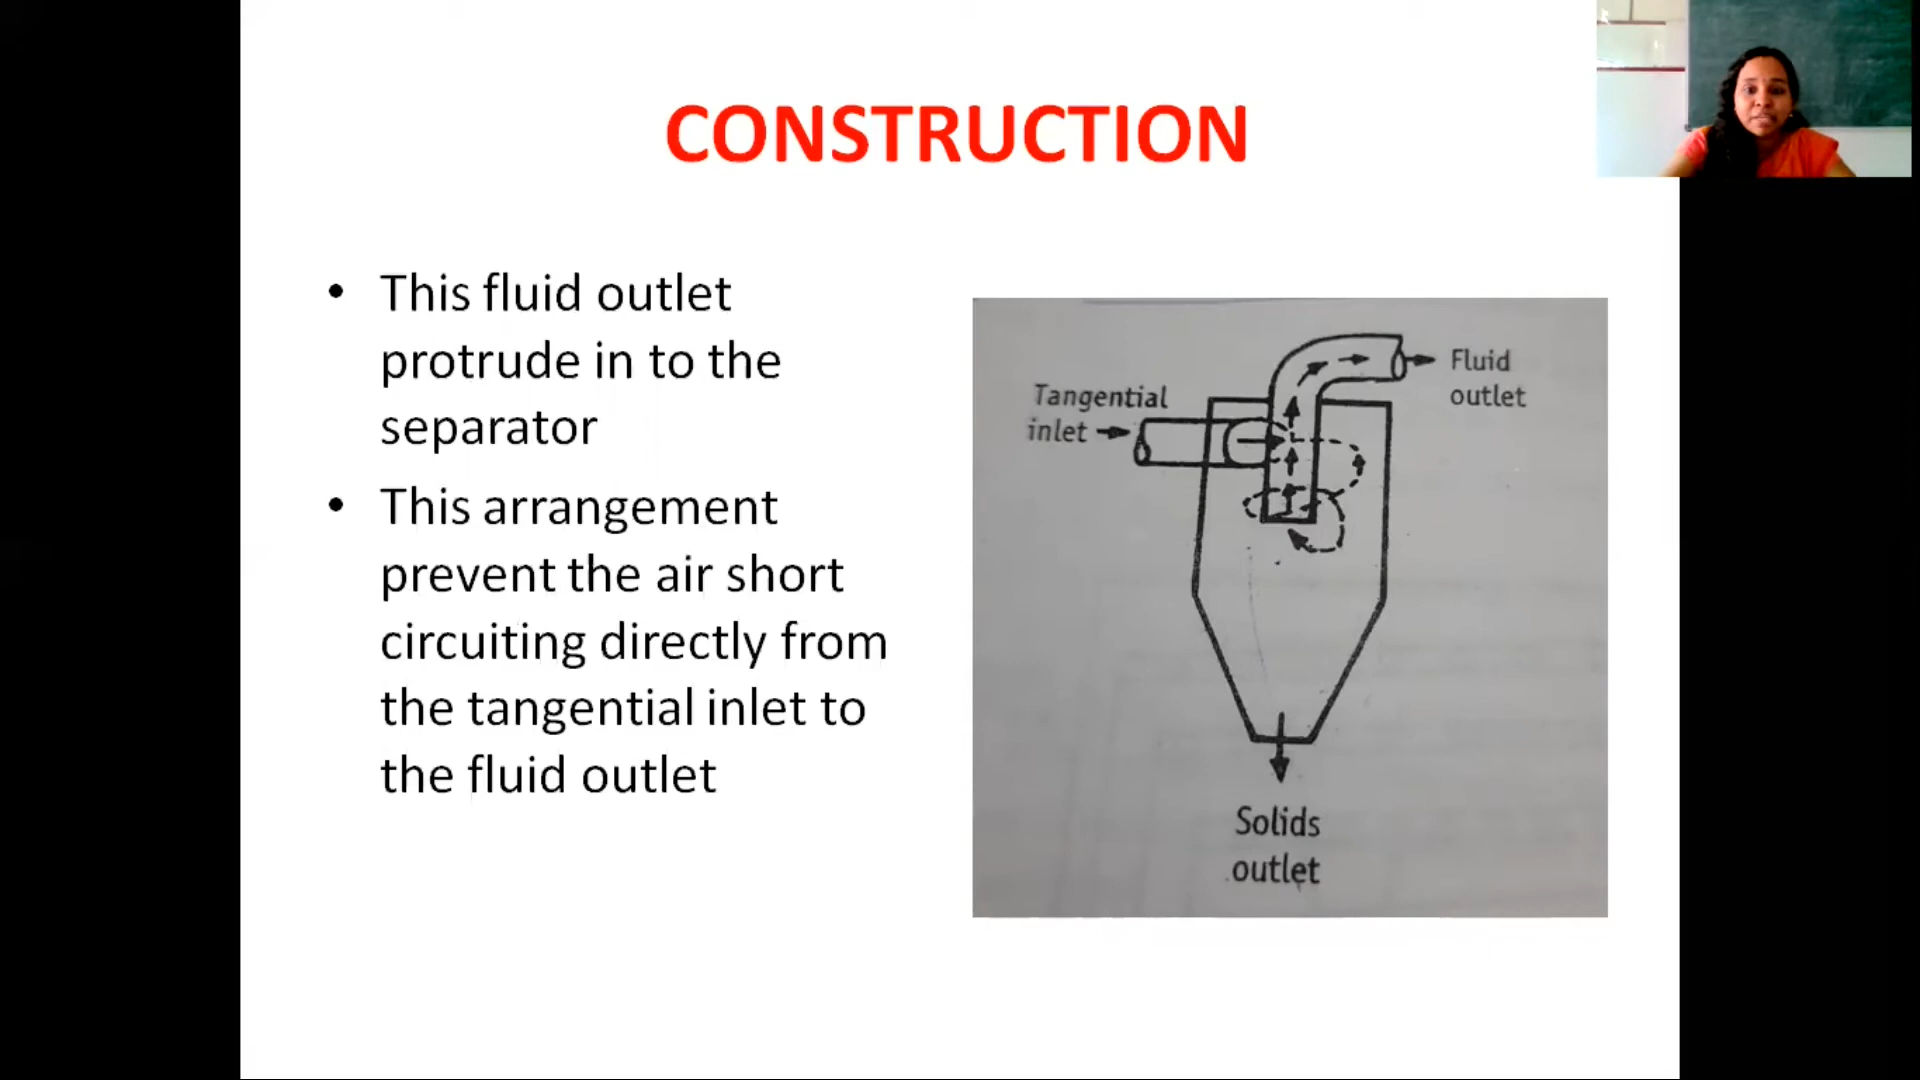 CONSTRUCTION
• This fluid outlet
protrude in to the
separator
• This arrangement
prevent the air short
circuiting directly from
the tangential inlet to
the fluid outlet
Tangential
inlet
Fluid
outlet
Solids
outlet